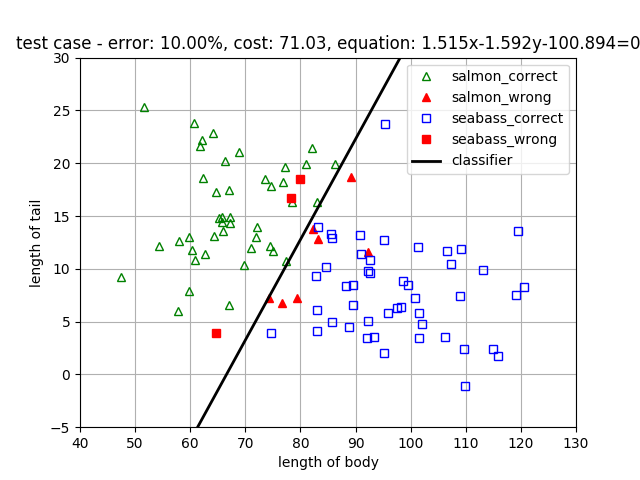 test case - error: 10.00%, cost: 71.03, equation: 1.515x-1.592y-100.894=0
salmon_correct
salmon_wrong
seabass_correct
seabass_wrong
classifier
length of tail
30
25
20
15
10
5
0
−5
40 50 60 70 80 90 100 110 120 130
length of body